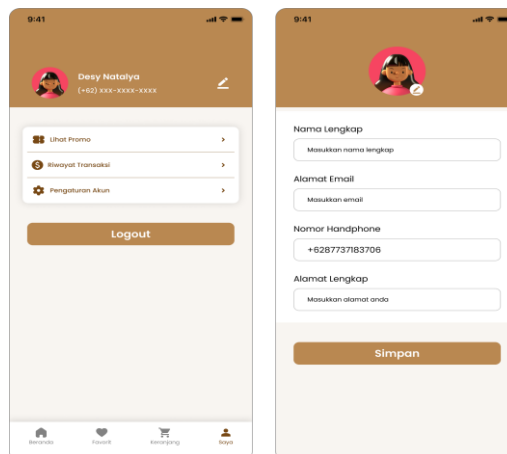 9:41
Desy Natalya
(+62) xxx-xxxx-xxxx
Lihat Promo
Riwayat Transaksi
Pengaturan Akun
Logout
Beranda
Favorit
Keranjang
Saya
9:41
Nama Lengkap
Masukkan nama lengkap
Alamat Email
Masukkan email
Nomor Handphone
+6287737183706
Alamat Lengkap
Masukkan alamat anda
Simpan